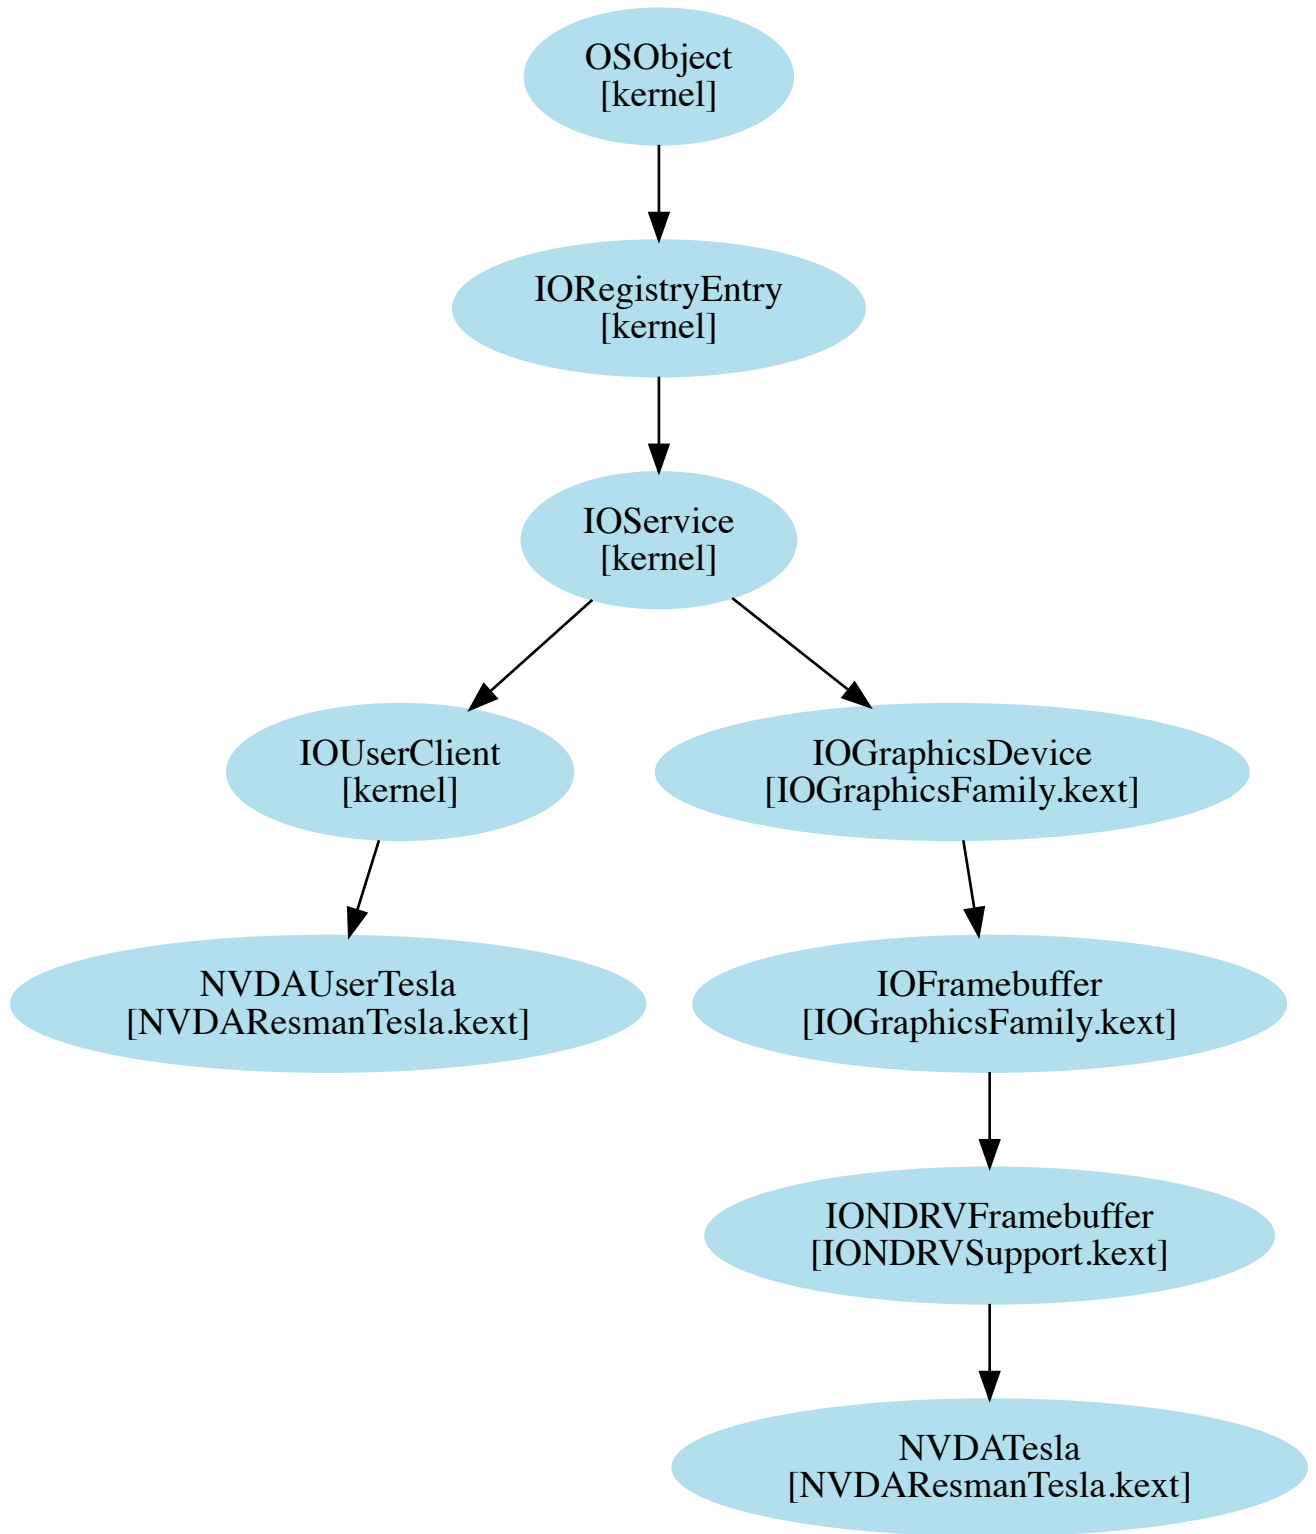 OSObject
[kernel]
IORegistryEntry
[kernel]
IOService
[kernel]
IOUserClient
[kernel]
IOGraphicsDevice
[IOGraphicsFamily.kext]
NVDAUserTesla
[NVDAResmanTesla.kext]
IOFramebuffer
[IOGraphicsFamily.kext]
IONDRVFramebuffer
[IONDRVSupport.kext]
NVDATesla
[NVDAResmanTesla.kext]